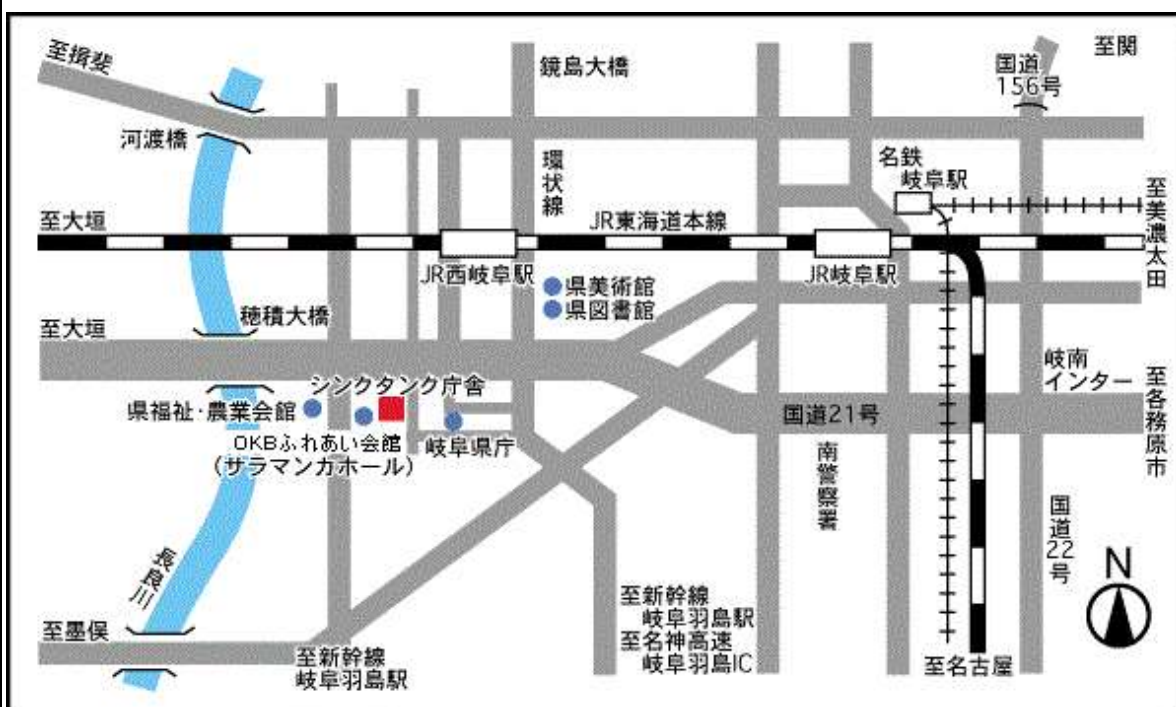 至揖斐
鏡島大橋
国道
156号
至関
河渡橋
環状線
名鉄
岐阜駅
至美濃太田
至大垣
JR東海道本線
JR西岐阜駅
JR岐阜駅
県美術館
県図書館
穂積大橋
至大垣
岐南
インター
シンクタンク庁舎
県福祉・農業会館
OKBふれあい会館
(サラマンカホール)
岐阜県庁
国道21号
至各務原市
南警察署
国道22号
長良川
N
至墨俣
至新幹線
岐阜羽島駅
至新幹線
岐阜羽島駅
至名神高速
岐阜羽島IC
至名古屋